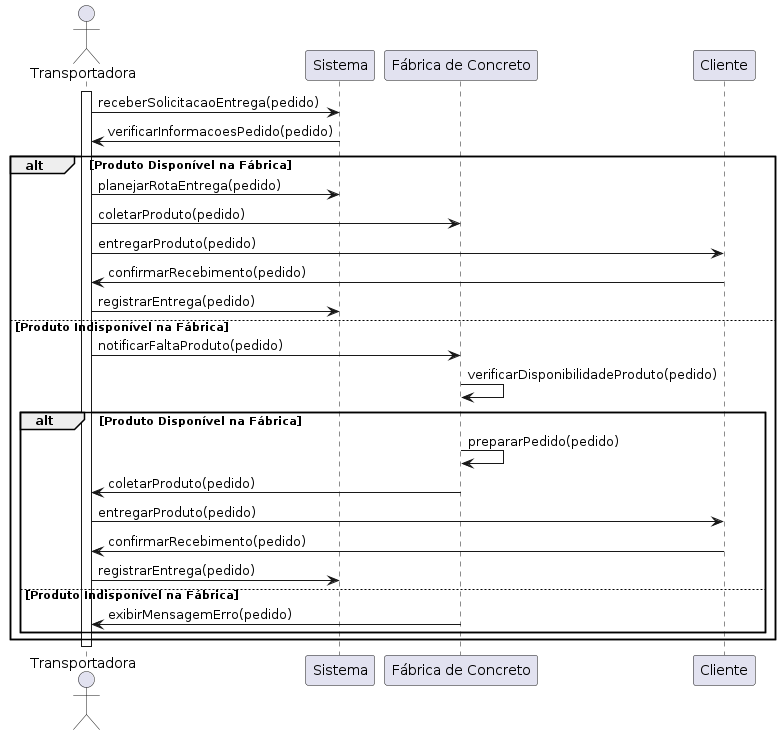 Transportadora
Sistema
Fábrica de Concreto
Cliente
receberSolicitacaoEntrega(pedido)
verificarInformacoesPedido(pedido)
alt
[Produto Disponível na Fábrica]
planejarRotaEntrega(pedido)
coletarProduto(pedido)
entregarProduto(pedido)
confirmarRecebimento(pedido)
registrarEntrega(pedido)
[Produto Indisponível na Fábrica]
notificarFaltaProduto(pedido)
verificarDisponibilidadeProduto(pedido)
alt
[Produto Disponível na Fábrica]
prepararPedido(pedido)
coletarProduto(pedido)
entregarProduto(pedido)
confirmarRecebimento(pedido)
registrarEntrega(pedido)
[Produto Indisponível na Fábrica]
exibirMensagemErro(pedido)
Transportadora
Sistema
Fábrica de Concreto
Cliente